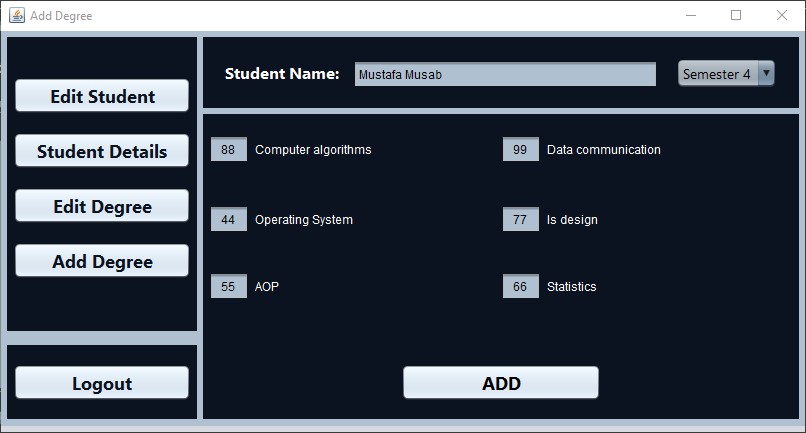 Add Degree
Edit Student
Student Details
Edit Degree
Add Degree
Logout
Student Name: Mustafa Musab Semester 4
88 Computer algorithms 99 Data communication
44 Operating System 77 Is design
55 AOP 66 Statistics
ADD